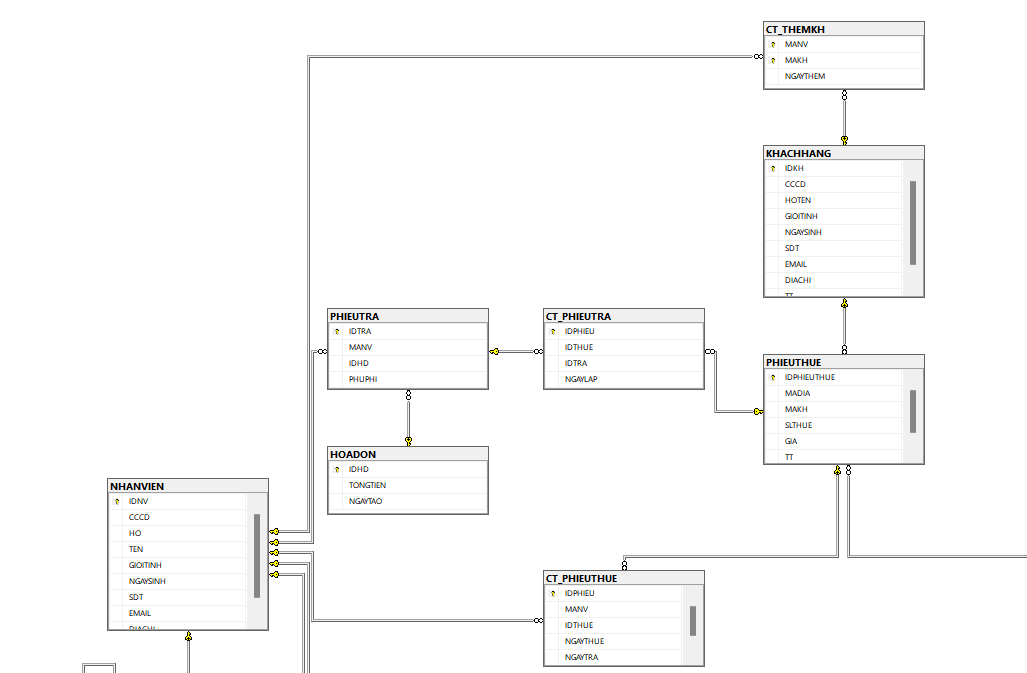 CT_THEMKH
MANV
MAKH
NGAYTHEM
KHACHHANG
IDKH
CCCD
HOTEN
GIOITINH
NGAYSINH
SDT
EMAIL
DIACHI
TT
PHIEUTRA
IDTRA
MANV
IDHD
PHUPHI
CT_PHIEUTRA
IDPHIEU
IDTHUE
IDTRA
NGAYLAP
PHIEUTHUE
IDPHIEUTHUE
MADIA
MAKH
SLTHUE
GIA
TT
HOADON
IDHD
TONGTIEN
NGAYTAO
NHANVIEN
IDNV
CCCD
HO
TEN
GIOITINH
NGAYSINH
SDT
EMAIL
DIACHI
CT_PHIEUTHUE
IDPHIEU
MANV
IDTHUE
NGAYTHUE
NGAYTRA